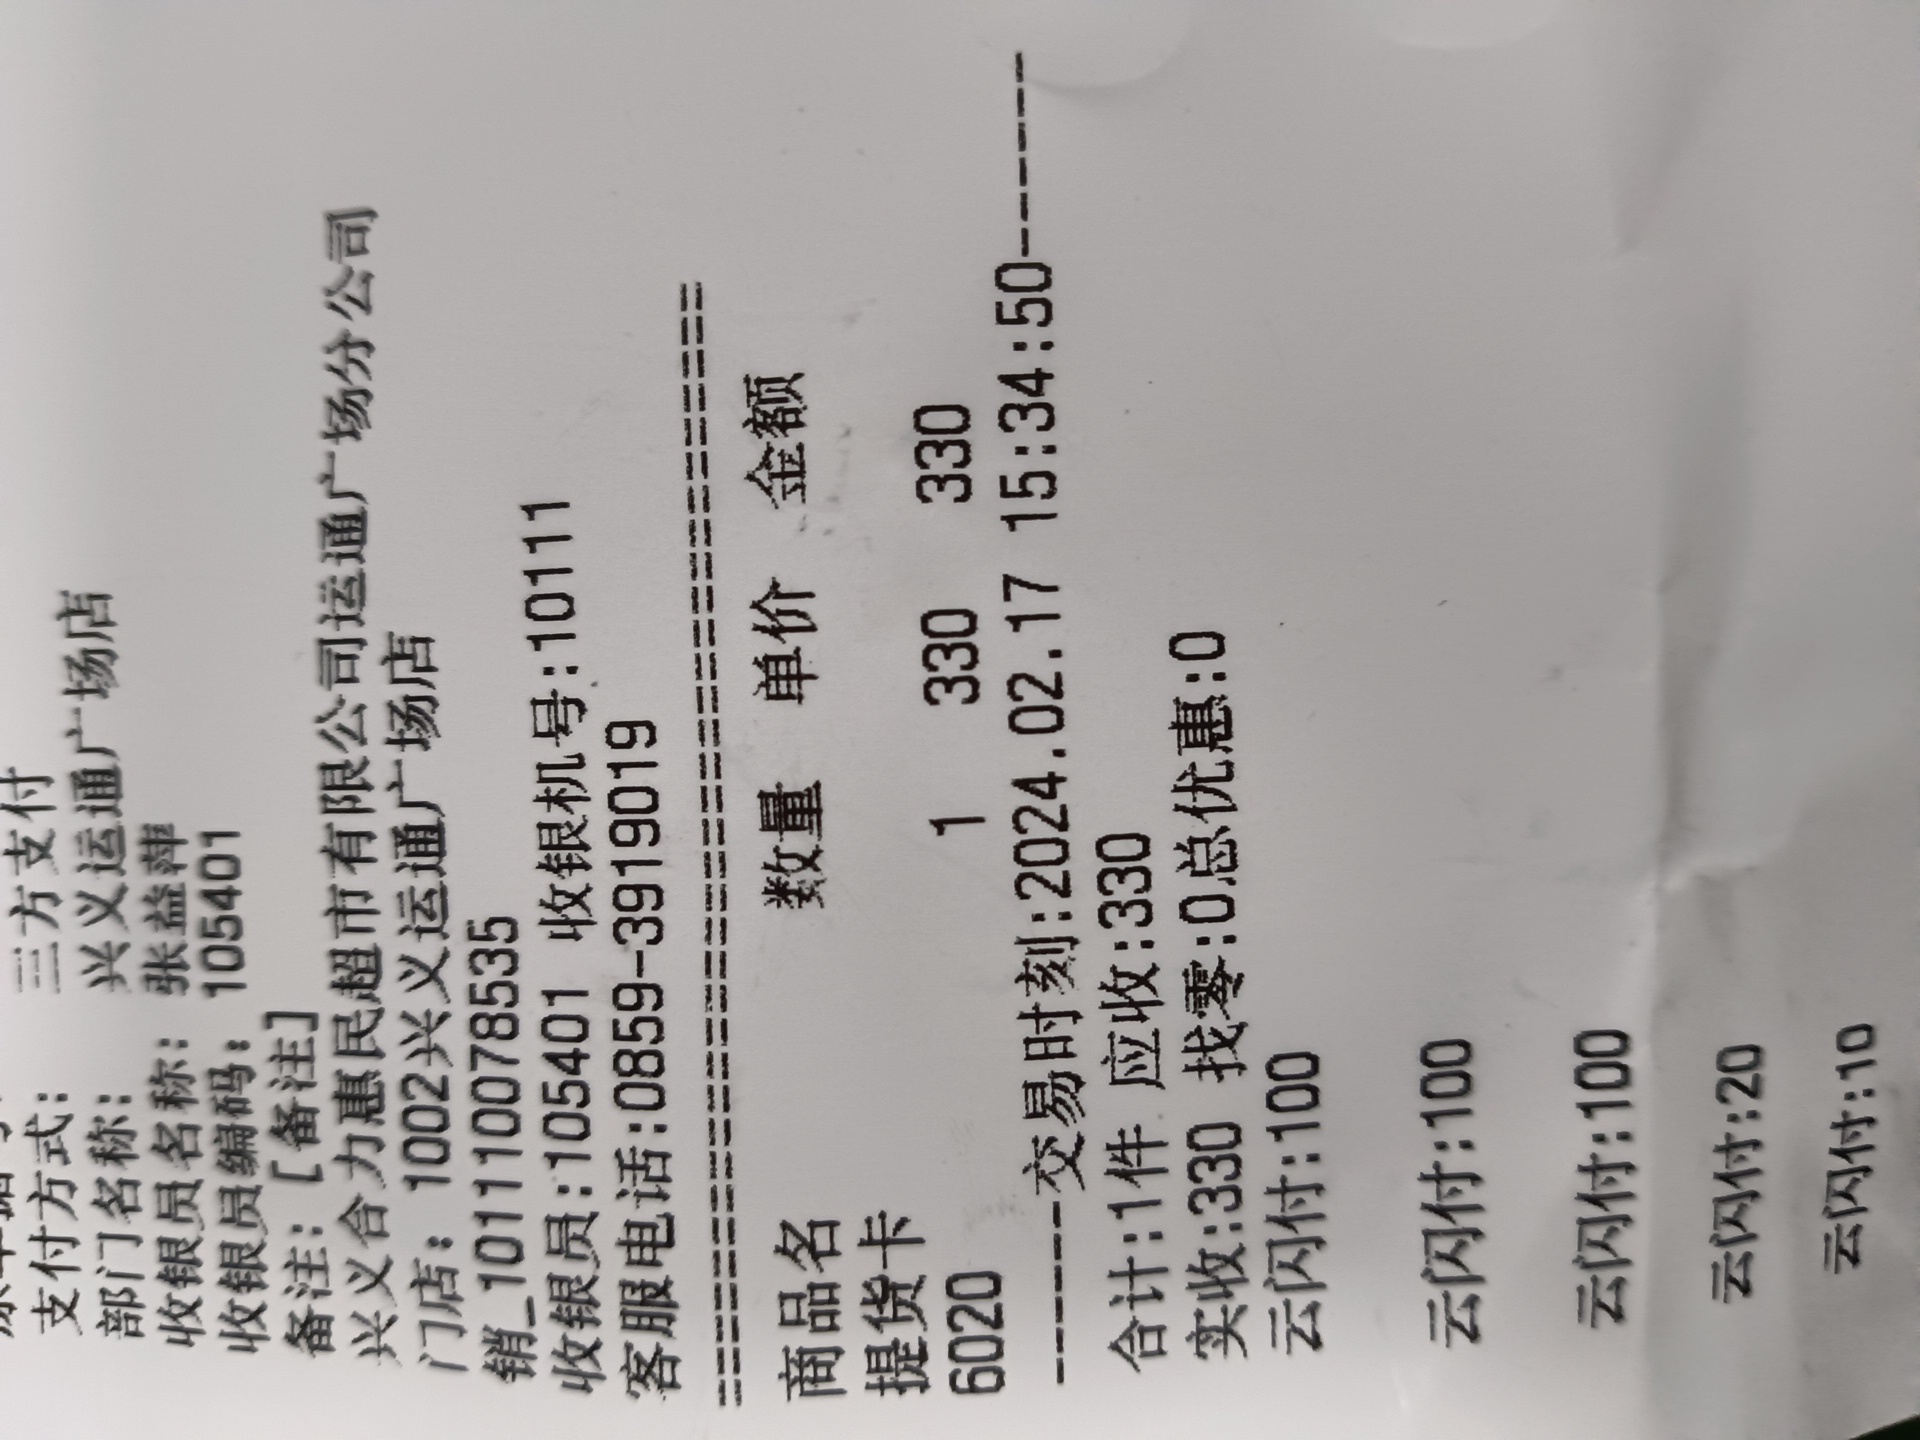 支付方式: 三方支付
部门名称: 兴义运通广场店
收银员名称: 张益萍
收银员编码: 105401
备注: [备注]
兴义合力惠民超市有限公司运通广场分公司
门店: 1002兴义运通广场店
销_1011110078535
收银员:105401 收银机号:10111
客服电话:0859-3919019
==========================================
商品名 数量 单价 金额
提货卡
6020 1 330 330
-------交易时刻:2024.02.17 15:34:50-------
合计:1件 应收:330
实收:330 找零:0总优惠:0
云闪付:100
云闪付:100
云闪付:100
云闪付:20
云闪付:10